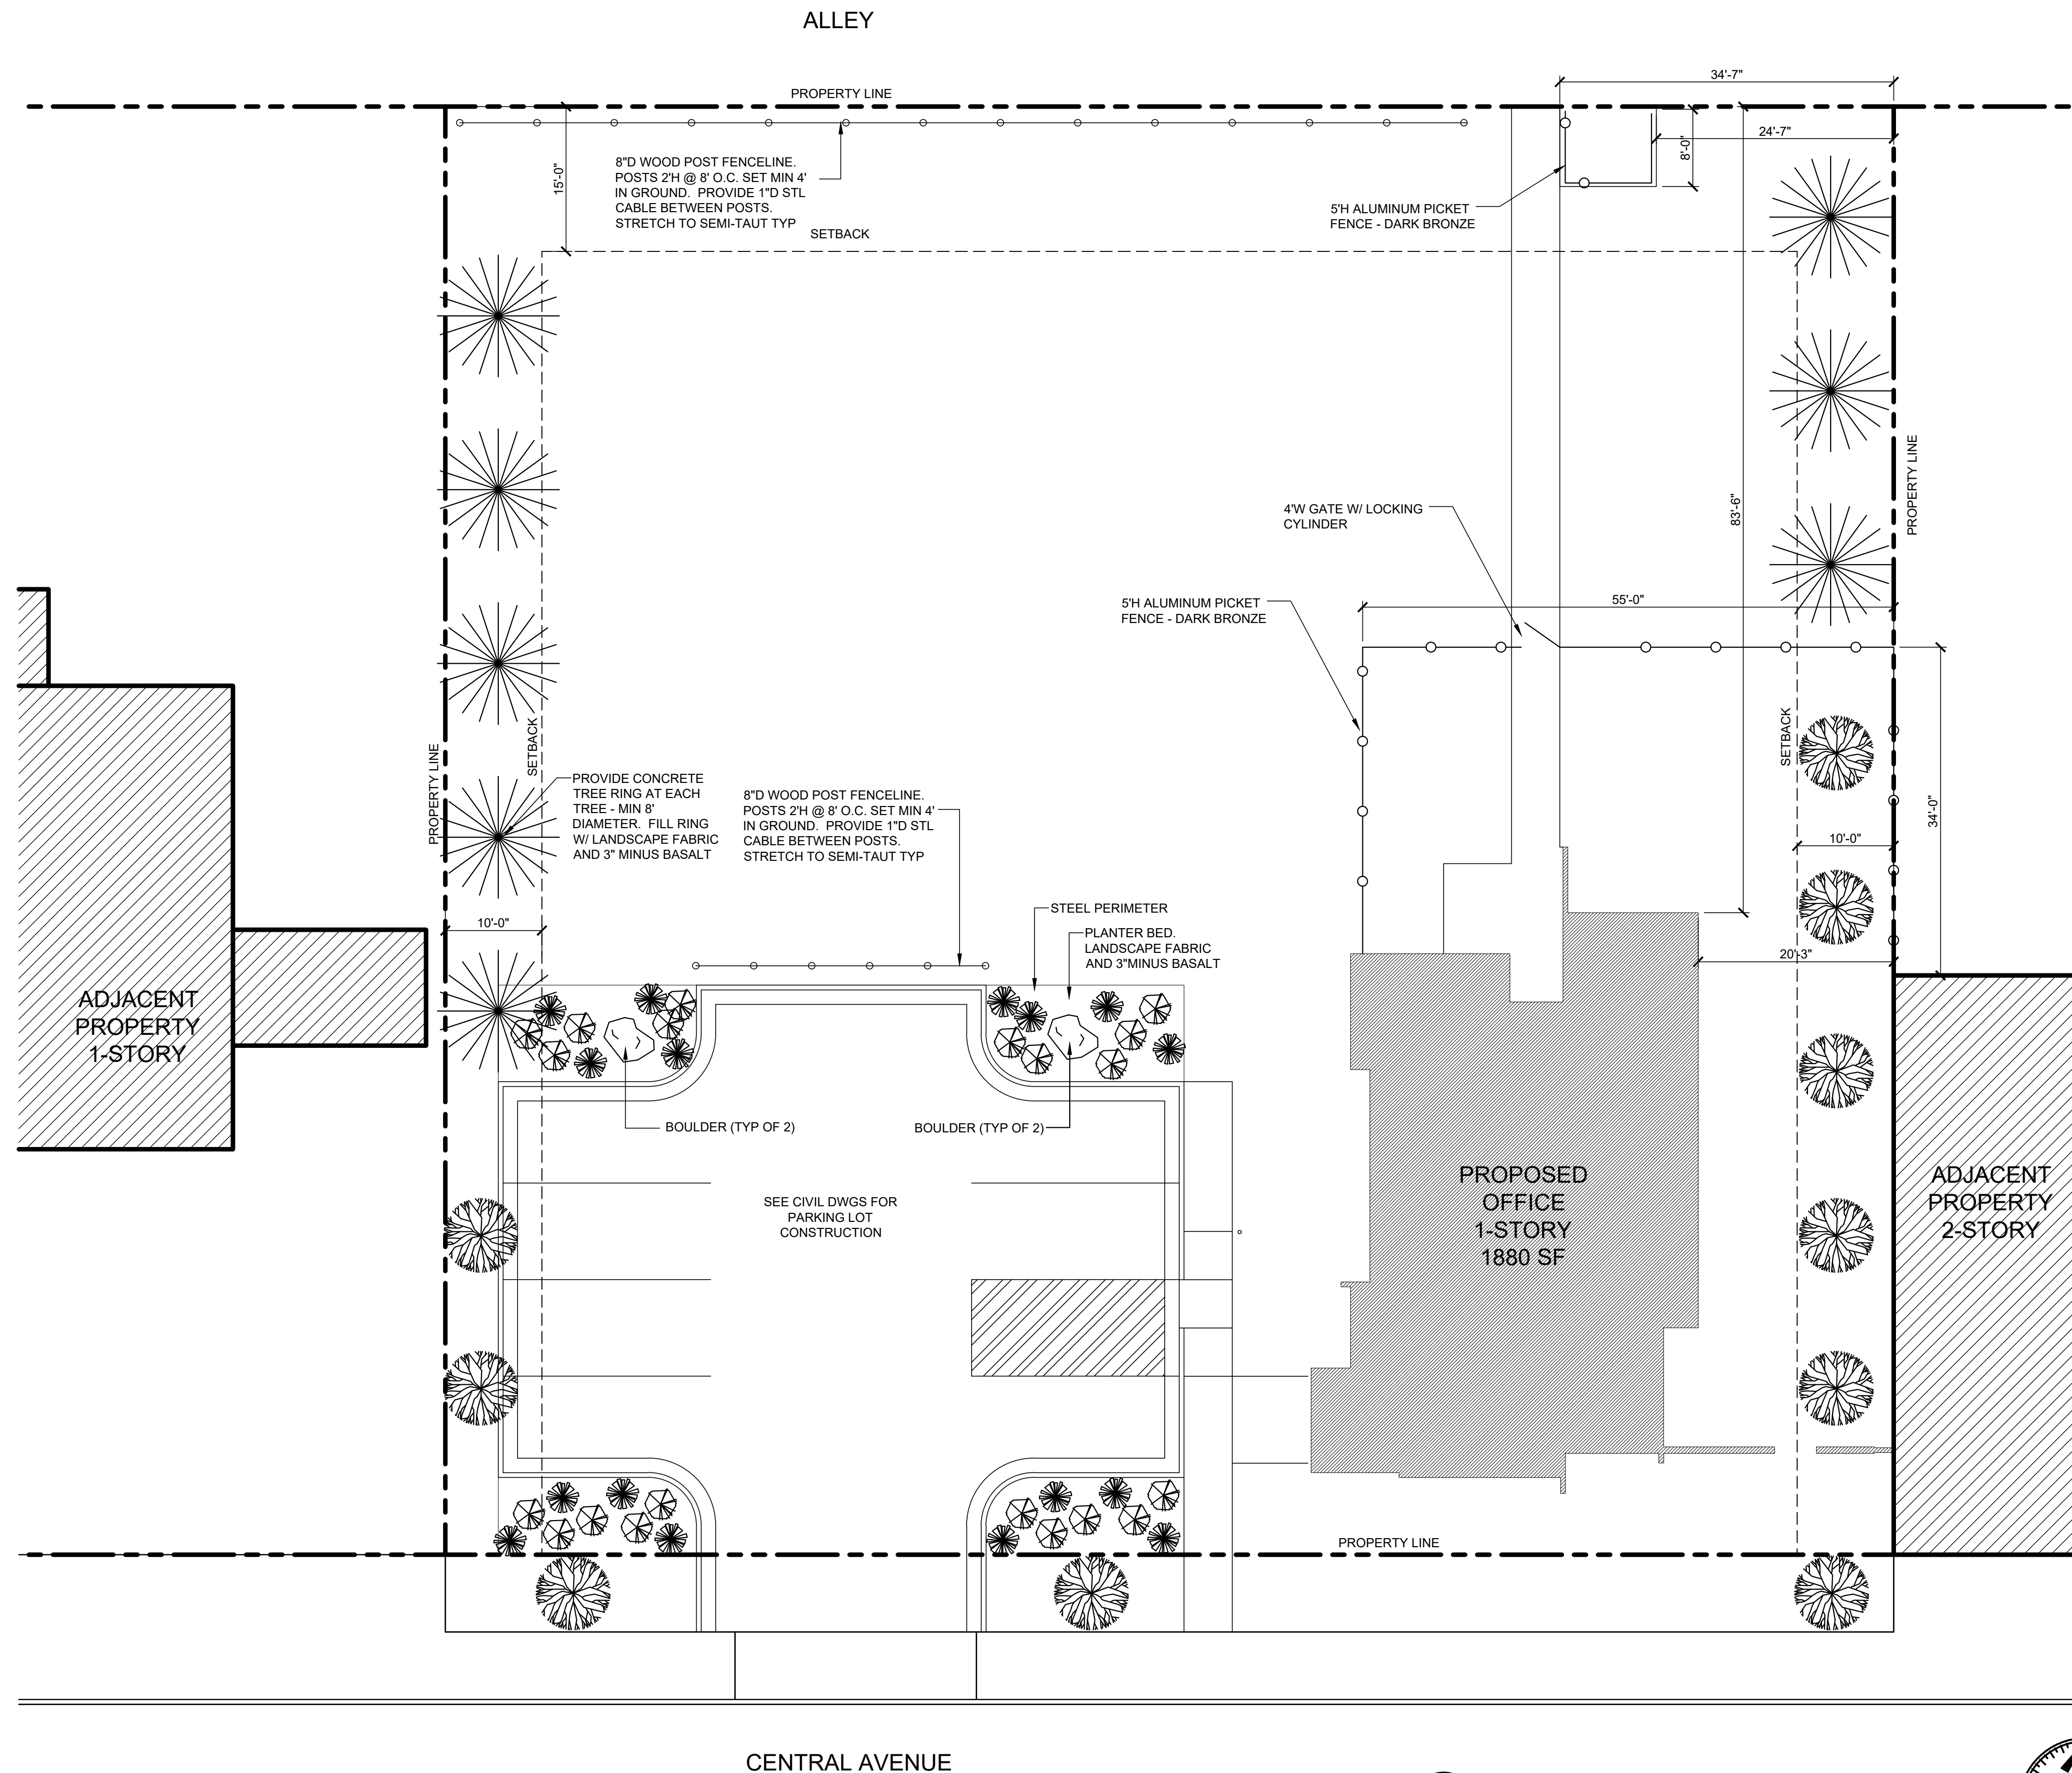 ALLEY
34'-7"
PROPERTY LINE
24'-7"
8'-0"
15'-0"
8"D WOOD POST FENCELINE.
POSTS 2'H @ 8' O.C. SET MIN 4'
IN GROUND.  PROVIDE 1"D STL
CABLE BETWEEN POSTS.
STRETCH TO SEMI-TAUT TYP
5'H ALUMINUM PICKET
FENCE - DARK BRONZE
SETBACK
PROPERTY LINE
4'W GATE W/ LOCKING
CYLINDER
83'-6"
5'H ALUMINUM PICKET
FENCE - DARK BRONZE
55'-0"
SETBACK
SETBACK
PROPERTY LINE
PROVIDE CONCRETE
TREE RING AT EACH
TREE - MIN 8'
DIAMETER.  FILL RING
W/ LANDSCAPE FABRIC
AND 3" MINUS BASALT
8"D WOOD POST FENCELINE.
POSTS 2'H @ 8' O.C. SET MIN 4'
IN GROUND.  PROVIDE 1"D STL
CABLE BETWEEN POSTS.
STRETCH TO SEMI-TAUT TYP
34'-0"
10'-0"
STEEL PERIMETER
10'-0"
PLANTER BED.
LANDSCAPE FABRIC
AND 3"MINUS BASALT
20'-3"
ADJACENT
PROPERTY
1-STORY
BOULDER (TYP OF 2)
BOULDER (TYP OF 2)
SEE CIVIL DWGS FOR
PARKING LOT
CONSTRUCTION
PROPOSED
OFFICE
1-STORY
1880 SF
ADJACENT
PROPERTY
2-STORY
PROPERTY LINE
CENTRAL AVENUE